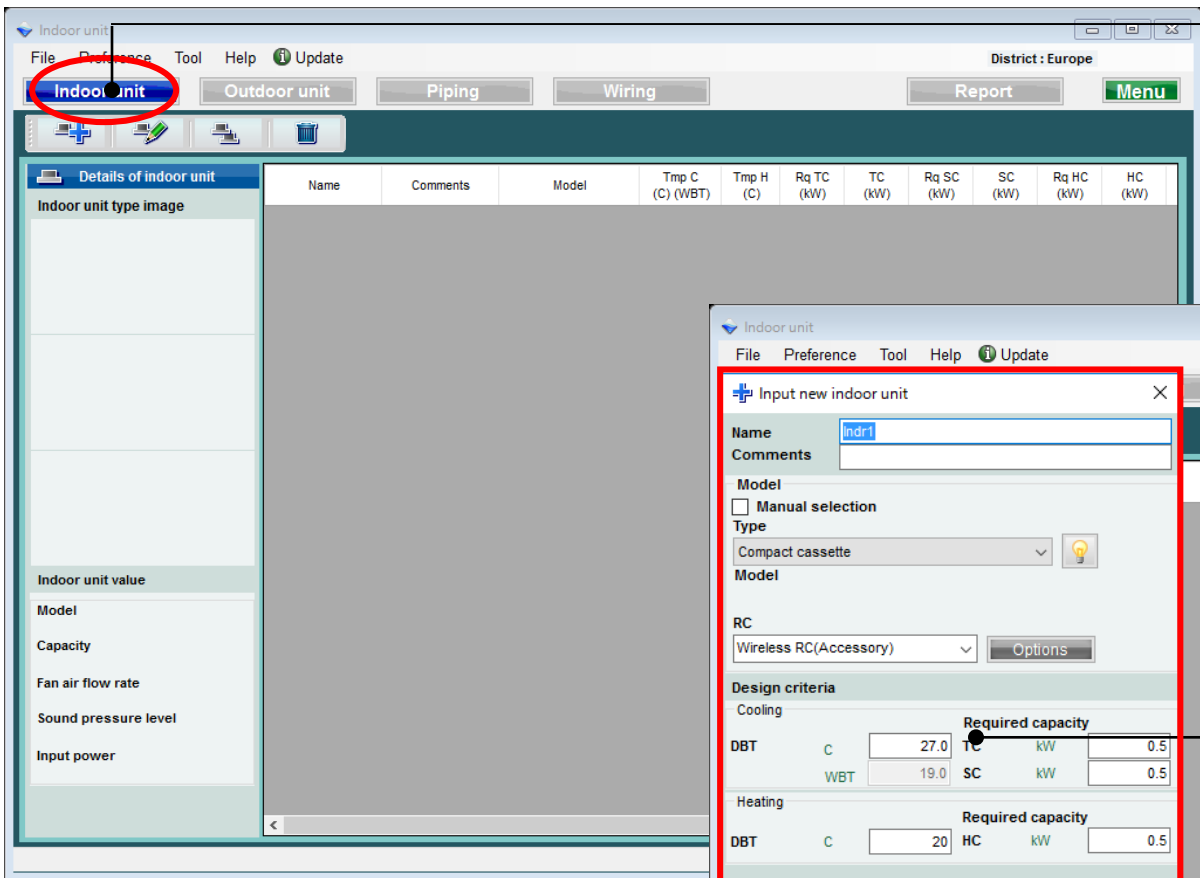 Indoor unit
File Preference Tool Help Update District : Europe
Indoor unit Outdoor unit Piping Wiring Report Menu
Details of indoor unit
Indoor unit type image
Name Comments Model Tmp C (C) (WBT) Tmp H (C) Rq TC (kW) TC (kW) Rq SC (kW) SC (kW) Rq HC (kW) HC (kW)
Indoor unit value
Model
Capacity
Fan air flow rate
Sound pressure level
Input power
Indoor unit
File Preference Tool Help Update
Input new indoor unit
Name Indr1
Comments
Model
Manual selection
Type
Compact cassette
Model
RC
Wireless RC(Accessory) Options
Design criteria
Cooling
Required capacity
DBT C 27.0 TC kW 0.5
WBT 19.0 SC kW 0.5
Heating
Required capacity
DBT C 20 HC kW 0.5